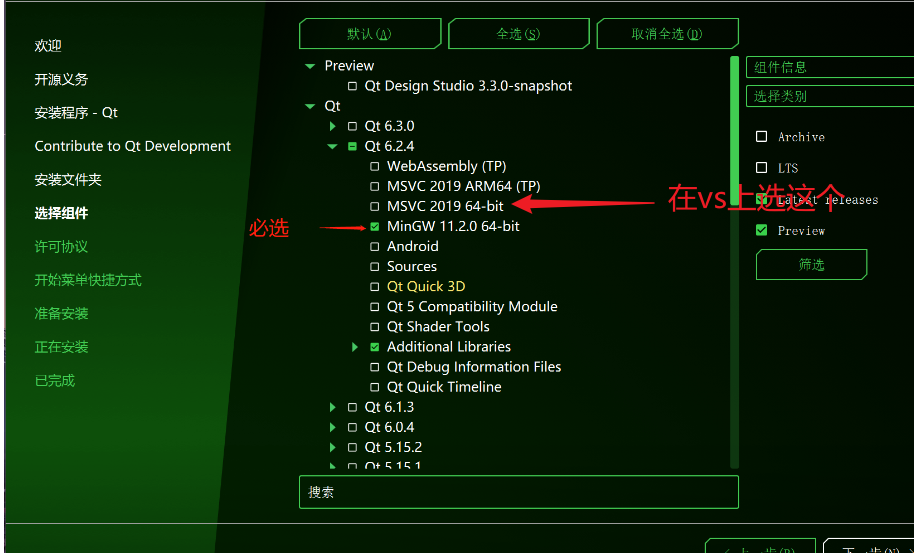 欢迎
开源义务
安装程序 - Qt
Contribute to Qt Development
安装文件夹
选择组件
许可协议
开始菜单快捷方式
准备安装
正在安装
已完成
默认(A)
全选(S)
取消全选(D)
Preview
Qt Design Studio 3.3.0-snapshot
Qt
Qt 6.3.0
Qt 6.2.4
WebAssembly (TP)
MSVC 2019 ARM64 (TP)
MSVC 2019 64-bit
在vs上选这个
必选
MinGW 11.2.0 64-bit
Android
Sources
Qt Quick 3D
Qt 5 Compatibility Module
Qt Shader Tools
Additional Libraries
Qt Debug Information Files
Qt Quick Timeline
Qt 6.1.3
Qt 6.0.4
Qt 5.15.2
Qt 5.15.1
搜索
组件信息
选择类别
Archive
LTS
Latest releases
Preview
筛选
上一步(P)
下一步(N)